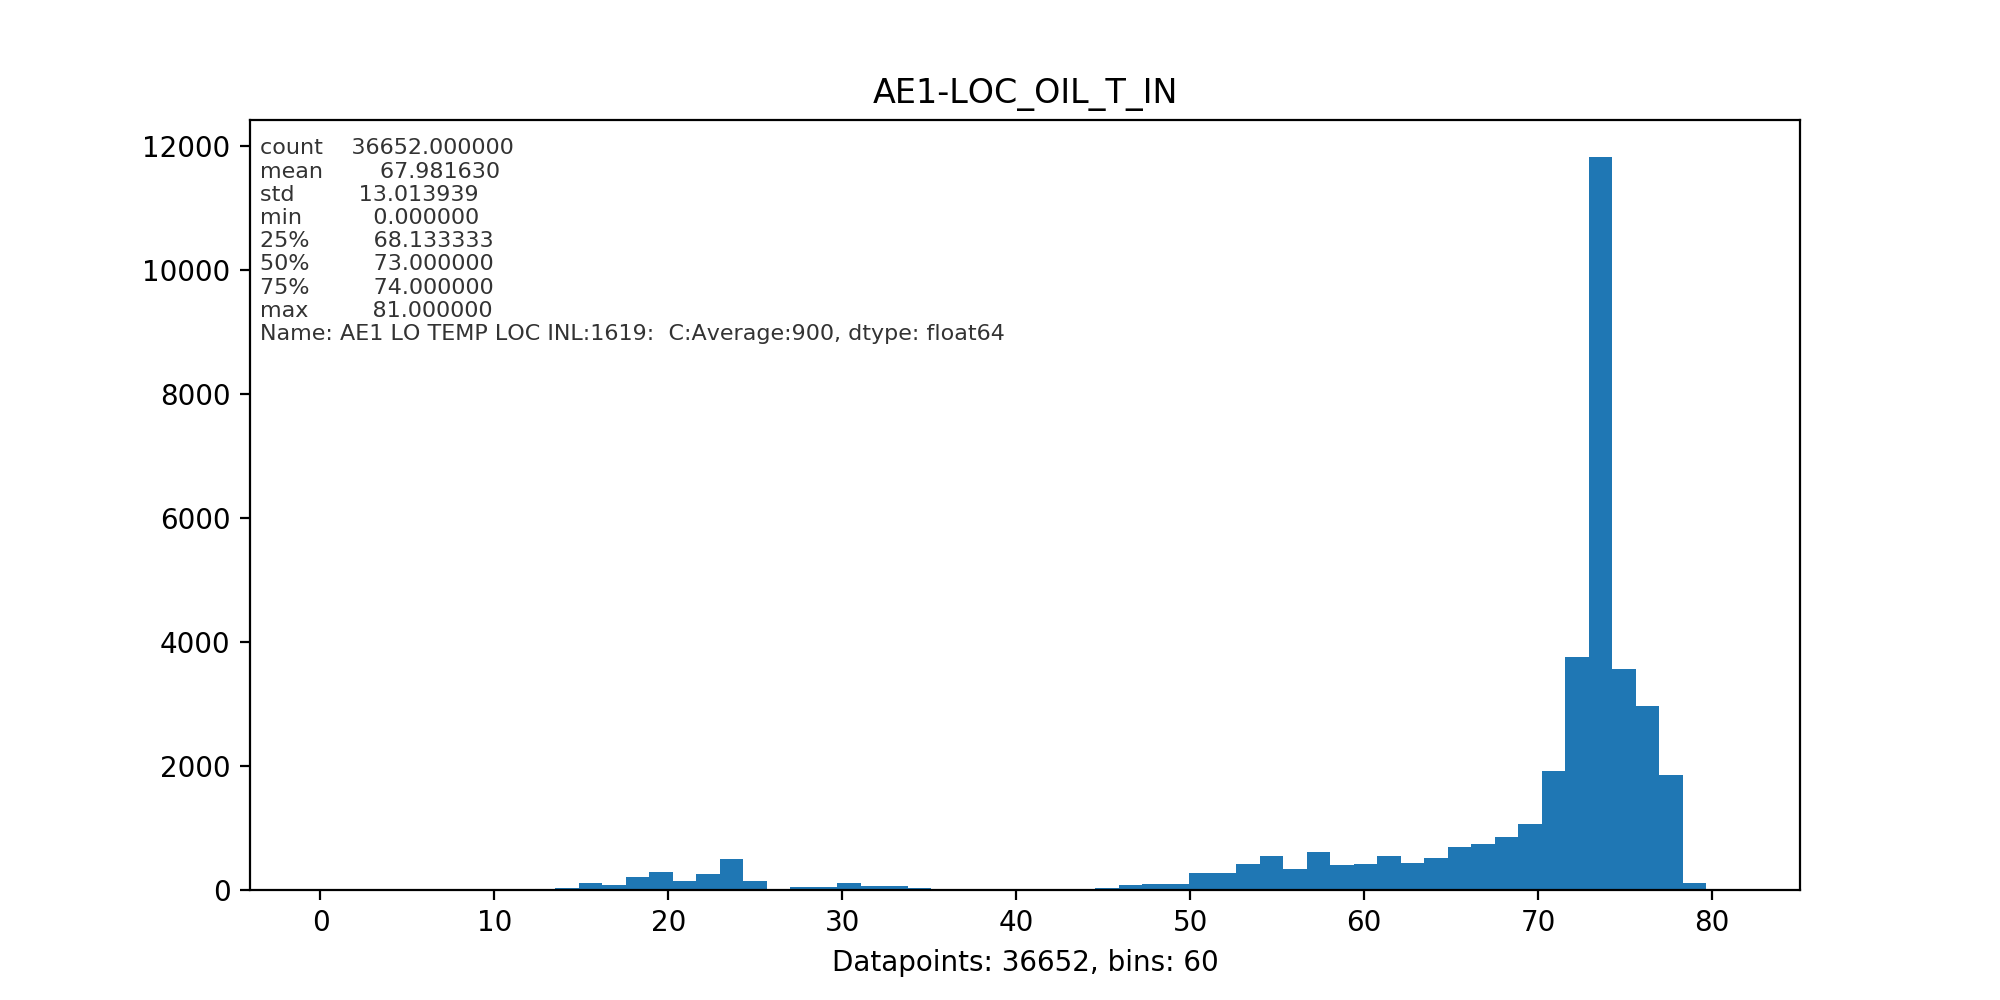 AE1-LOC_OIL_T_IN
12000
10000
8000
6000
4000
2000
0
count 36652.000000
mean 67.981630
std 13.013939
min 0.000000
25% 68.133333
50% 73.000000
75% 74.000000
max 81.000000
Name: AE1 LO TEMP LOC INL:1619: C:Average:900, dtype: float64
0 10 20 30 40 50 60 70 80
Datapoints: 36652, bins: 60